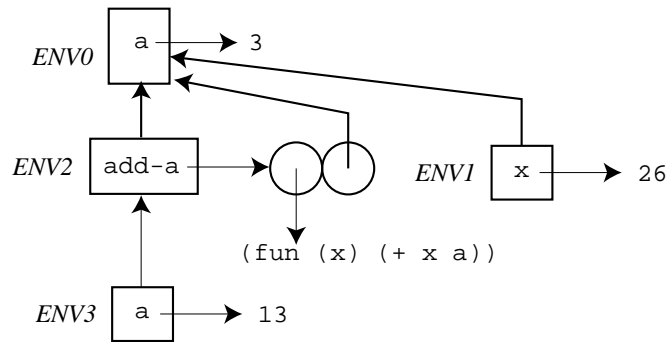 ENV0 a 3
ENV2 add-a ENV1 x 26
(fun (x) (+ x a))
ENV3 a 13